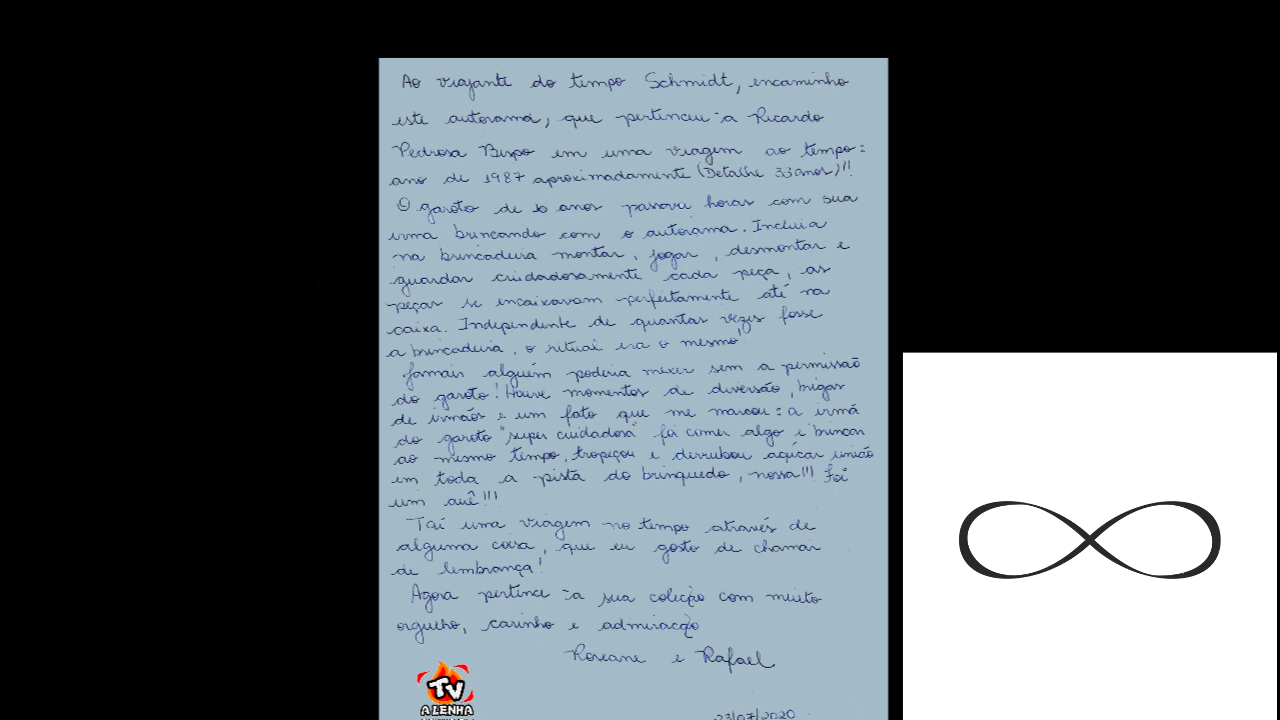 Ao viajante do tempo Schmidt, encaminho
este autorama, que pertenceu-a Ricardo
Pedrosa Bispo em uma viagem ao tempo:
ano de 1987 aproximadamente (Detalhe 33 anos)!!
O garoto de 10 anos passava horas com sua
irma brincando com o autorama. Incluia
na brincadeira montar, jogar, desmontar e
guardar cuidadosamente cada peça, as
peças se encaixavam perfeitamente até na
caixa. Independente de quantas vezes fosse
a brincadeira, o ritual era o mesmo!
Jamais alguém poderia mexer sem a permissão
do garoto! Houve momentos de diversão, brigas
de irmãos e um fato que me marcou: a irmã
do garoto "super cuidadosa" foi comer algo e brincar
ao mesmo tempo, tropeçou e derrubou açúcar união
em toda a pista do brinquedo, nossa!!! Foi
um auê!!!
Taí uma viagem no tempo através de
alguma coisa, que eu gosto de chamar
de lembrança!
Agora pertence-a sua coleção com muito
orgulho, carinho e admiração
Roseane e Rafael
TV
A LENHA
23/07/2020